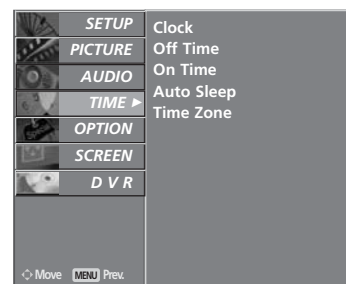 SETUP
PICTURE
AUDIO
TIME ►
OPTION
SCREEN
D V R
Clock
Off Time
On Time
Auto Sleep
Time Zone
Move MENU Prev.